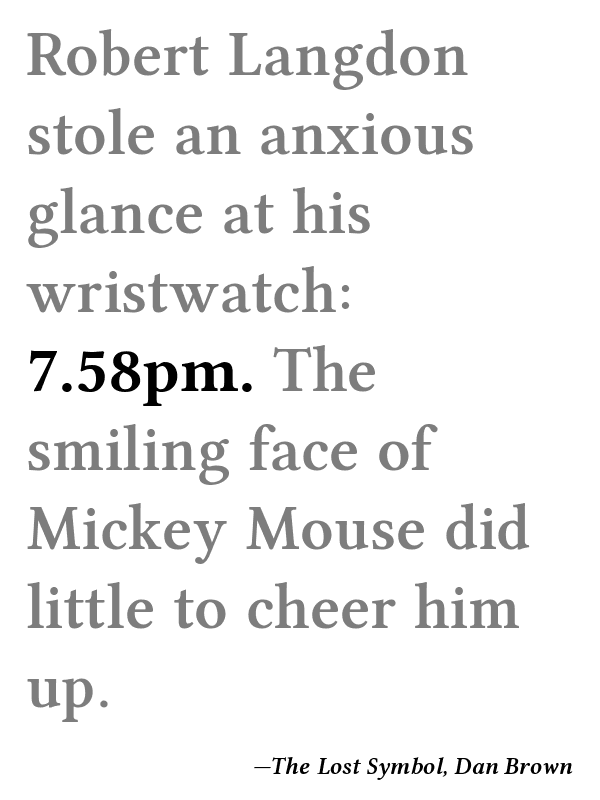 Robert Langdon
stole an anxious
glance at his
wristwatch:
7.58pm. The
smiling face of
Mickey Mouse did
little to cheer him
up.
—The Lost Symbol, Dan Brown